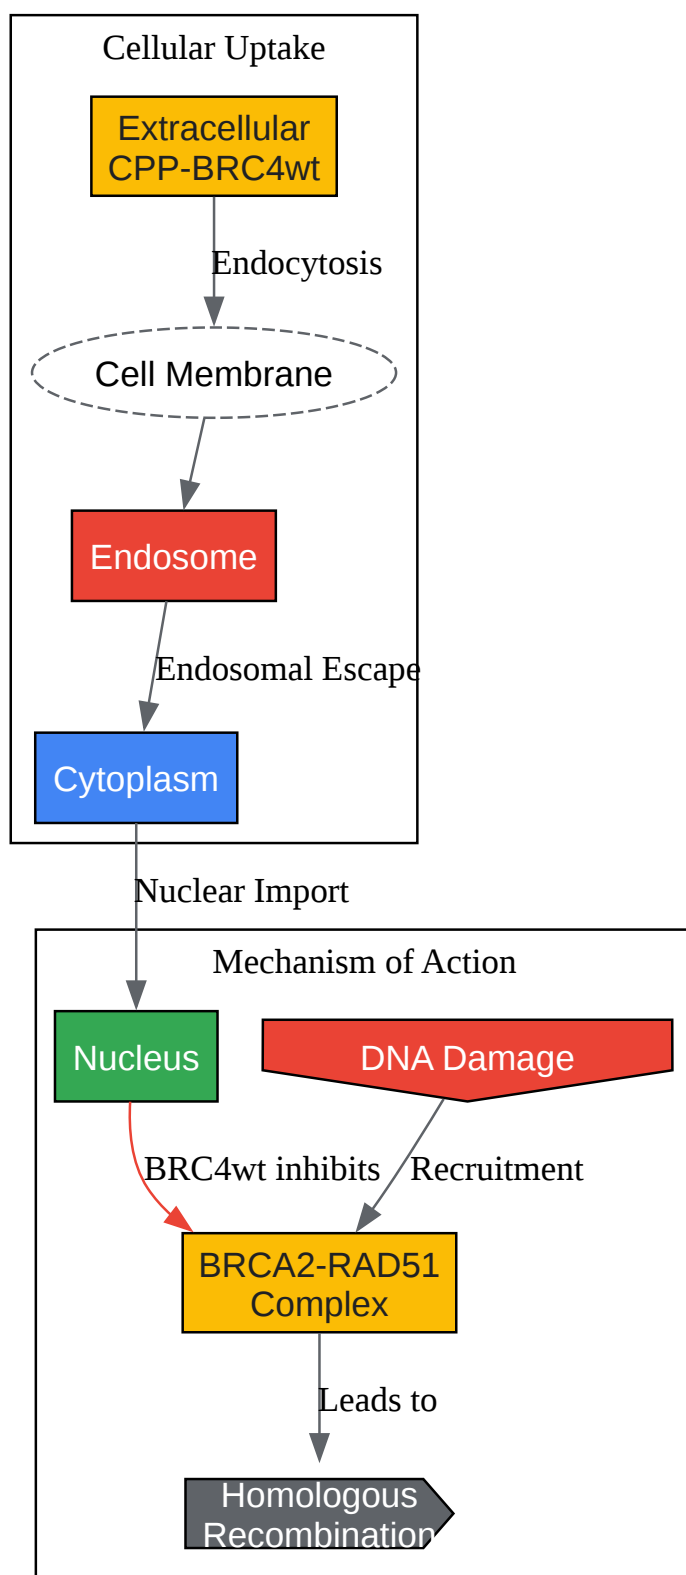 Cellular Uptake
Extracellular
CPP-BRC4wt
Endocytosis
Cell Membrane
Endosome
Endosomal Escape
Cytoplasm
Nuclear Import
Mechanism of Action
Nucleus
DNA Damage
BRC4wt inhibits
Recruitment
BRCA2-RAD51
Complex
Leads to
Homologous
Recombination